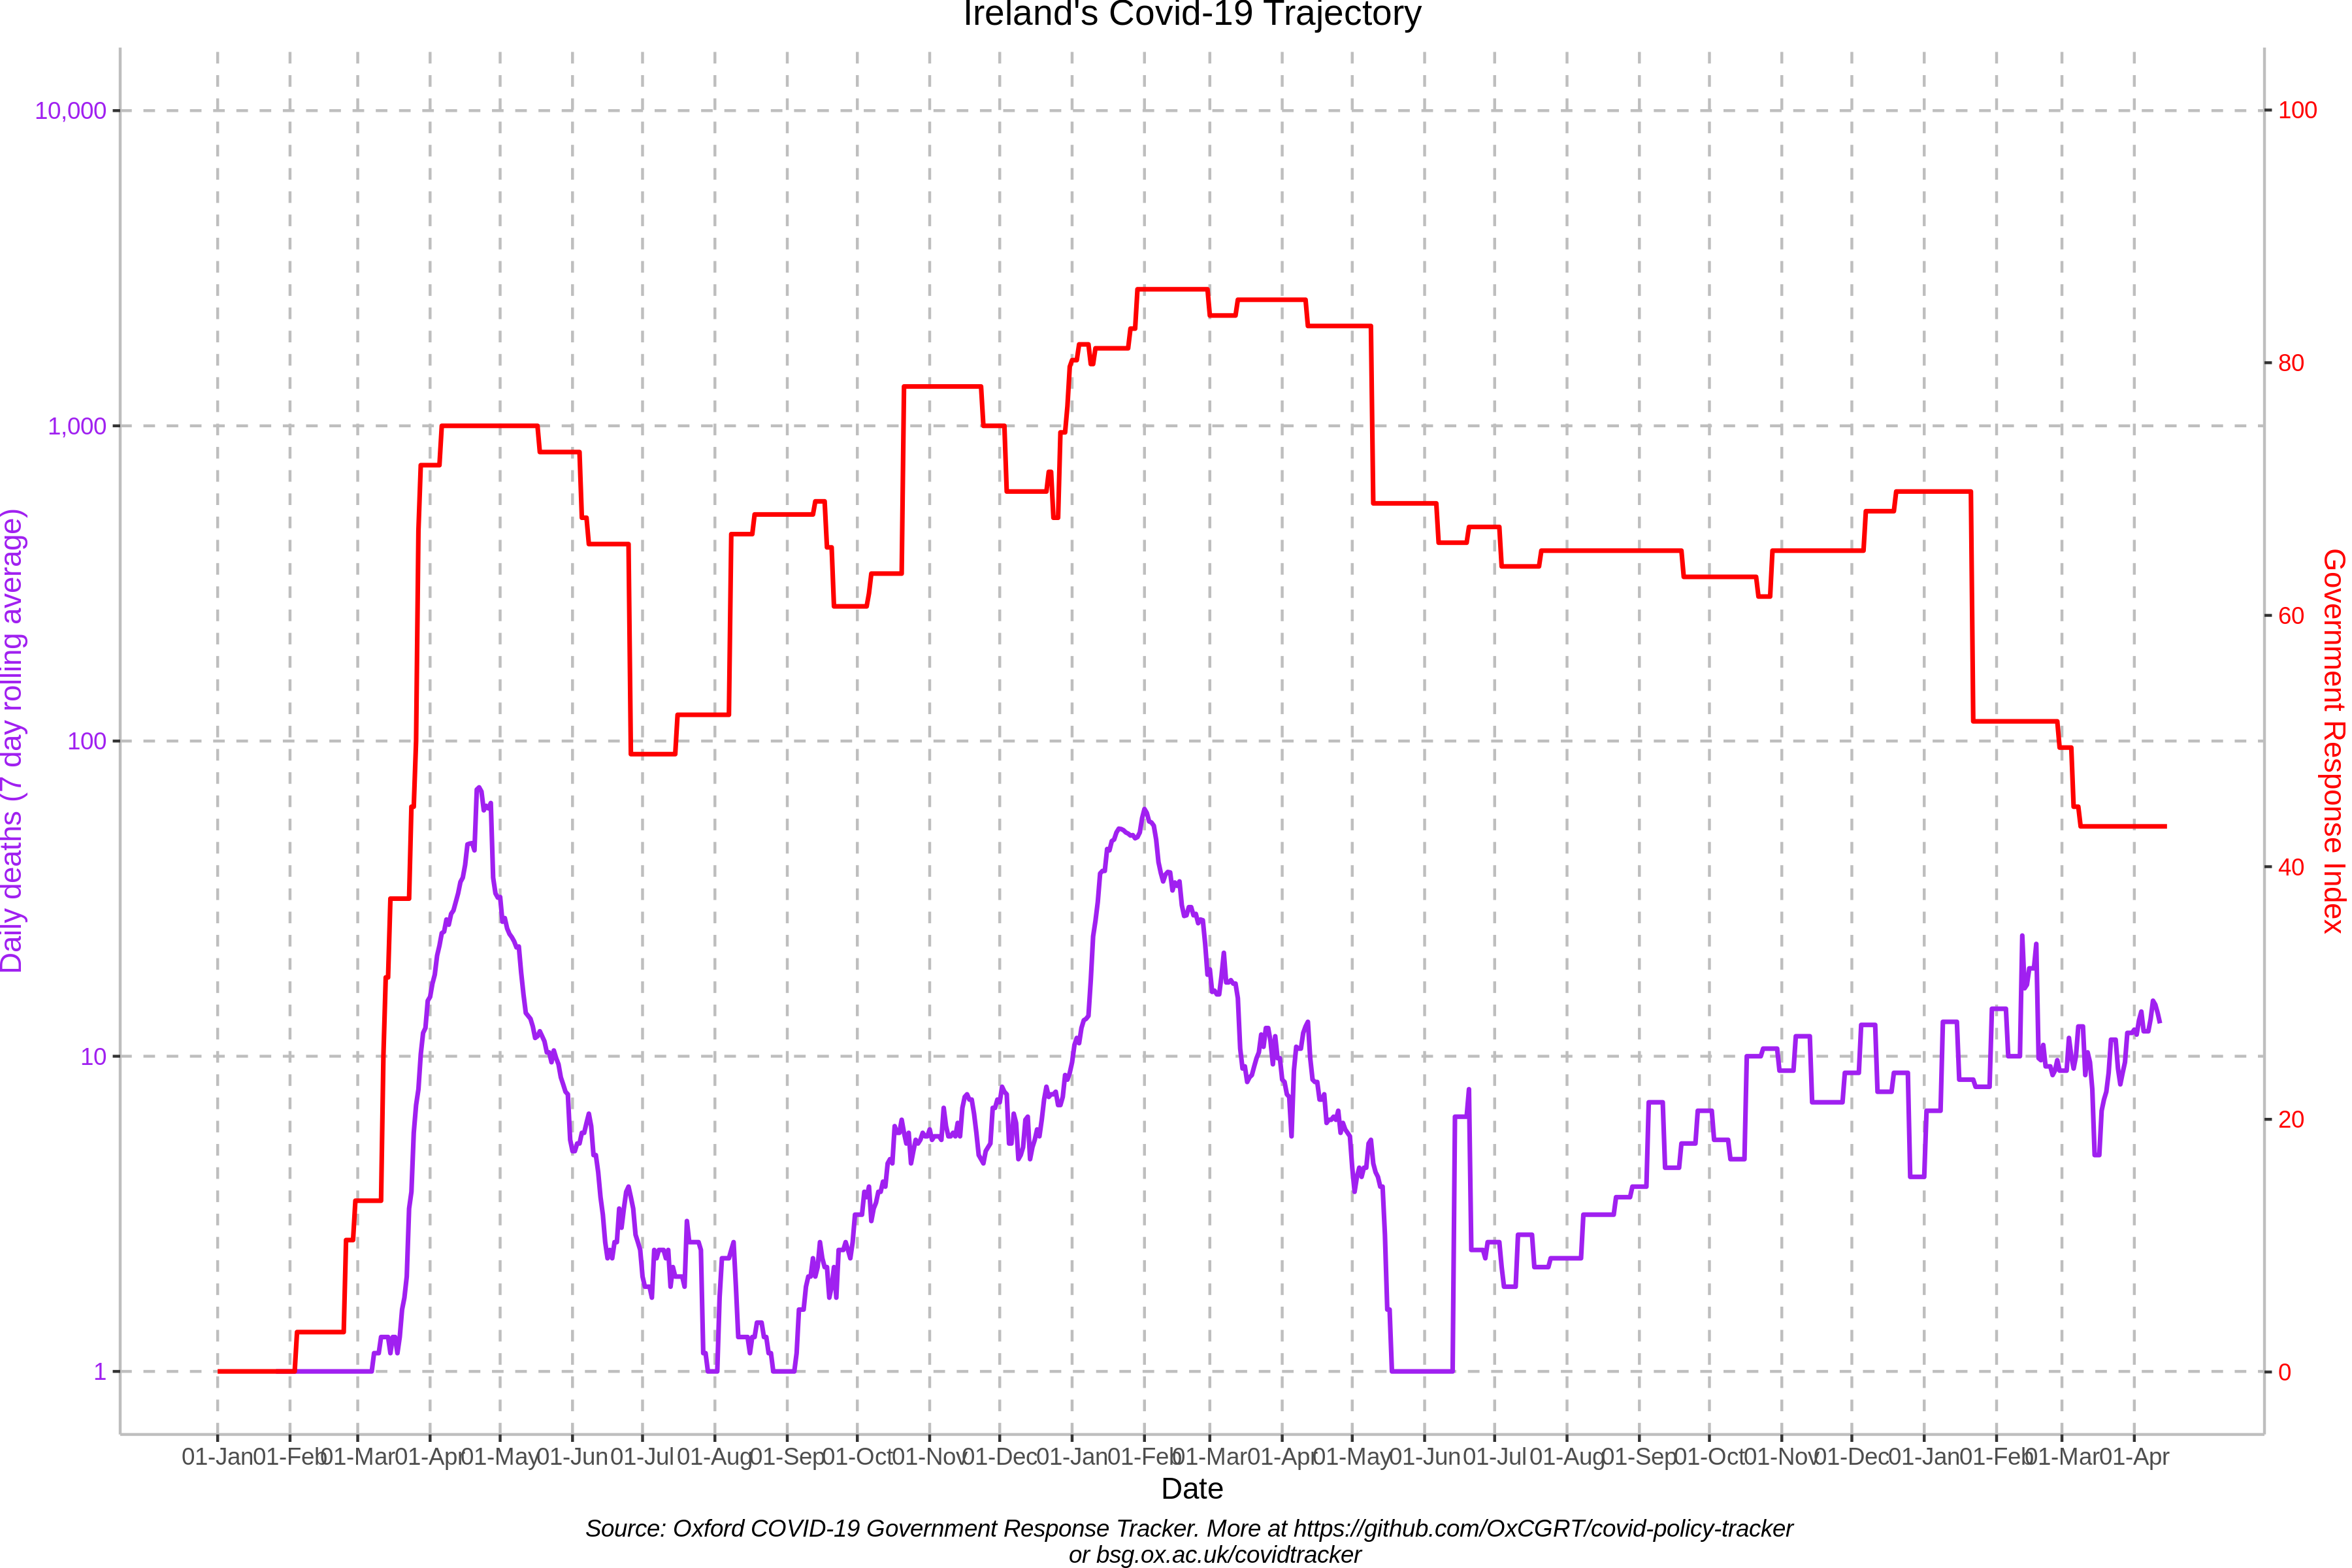 Ireland's Covid-19 Trajectory
10,000
1,000
100
10
1
Daily deaths (7 day rolling average)
100
80
60
40
20
0
Government Response Index
01-Jan 01-Feb 01-Mar 01-Apr 01-May 01-Jun 01-Jul 01-Aug 01-Sep 01-Oct 01-Nov 01-Dec 01-Jan 01-Feb 01-Mar 01-Apr 01-May 01-Jun 01-Jul 01-Aug 01-Sep 01-Oct 01-Nov 01-Dec 01-Jan 01-Feb 01-Mar 01-Apr
Date
Source: Oxford COVID-19 Government Response Tracker. More at https://github.com/OxCGRT/covid-policy-tracker
or bsg.ox.ac.uk/covidtracker